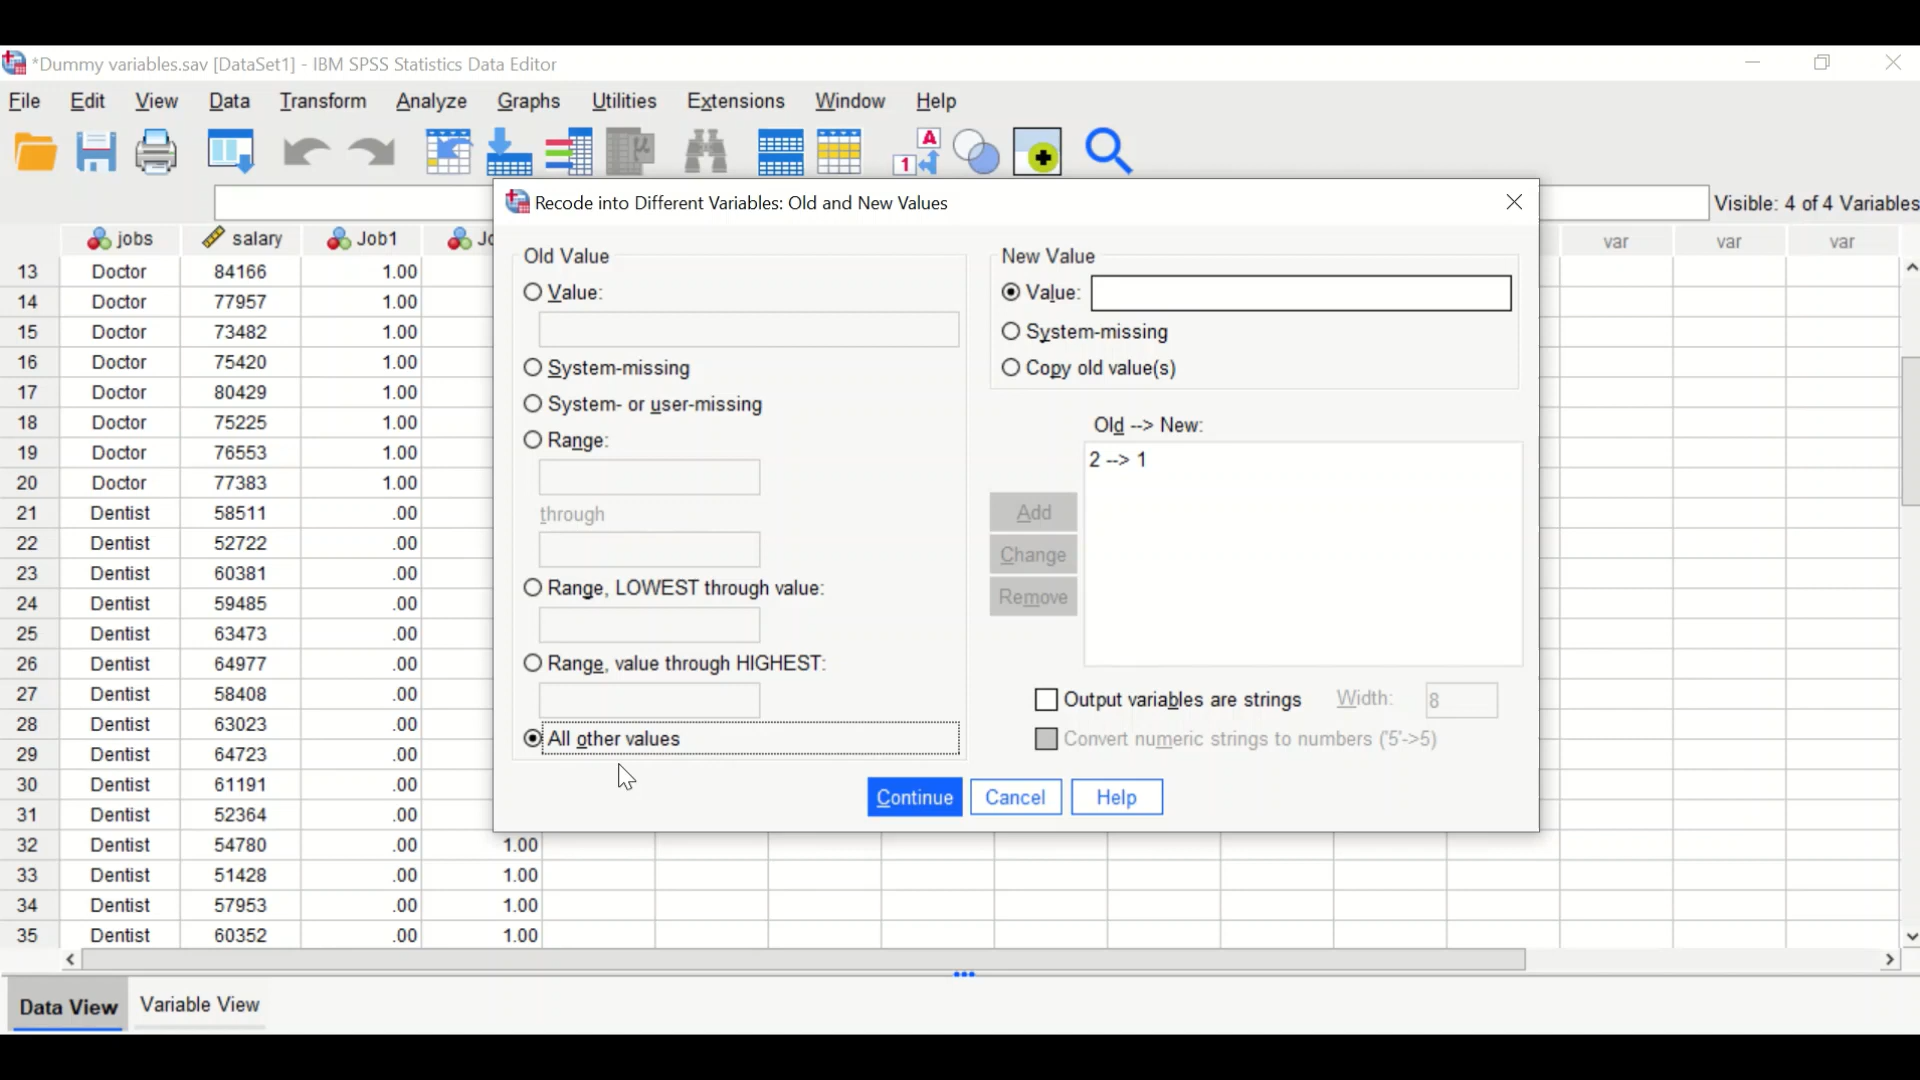 *Dummy variables.sav [DataSet1] - IBM SPSS Statistics Data Editor
File Edit View Data Transform Analyze Graphs Utilities Extensions Window Help
A
1
Visible: 4 of 4 Variables
jobs salary Job1 Jo var var var
13 Doctor 84166 1.00
14 Doctor 77957 1.00
15 Doctor 73482 1.00
16 Doctor 75420 1.00
17 Doctor 80429 1.00
18 Doctor 75225 1.00
19 Doctor 76553 1.00
20 Doctor 77383 1.00
21 Dentist 58511 .00
22 Dentist 52722 .00
23 Dentist 60381 .00
24 Dentist 59485 .00
25 Dentist 63473 .00
26 Dentist 64977 .00
27 Dentist 58408 .00
28 Dentist 63023 .00
29 Dentist 64723 .00
30 Dentist 61191 .00
31 Dentist 52364 .00
32 Dentist 54780 .00 1.00
33 Dentist 51428 .00 1.00
34 Dentist 57953 .00 1.00
35 Dentist 60352 .00 1.00
Recode into Different Variables: Old and New Values
Old Value
Value:
System-missing
System- or user-missing
Range:
through
Range, LOWEST through value:
Range, value through HIGHEST:
All other values
New Value
Value:
System-missing
Copy old value(s)
Old --> New:
2 --> 1
Add
Change
Remove
Output variables are strings Width: 8
Convert numeric strings to numbers ('5'->5)
Continue Cancel Help
Data View Variable View